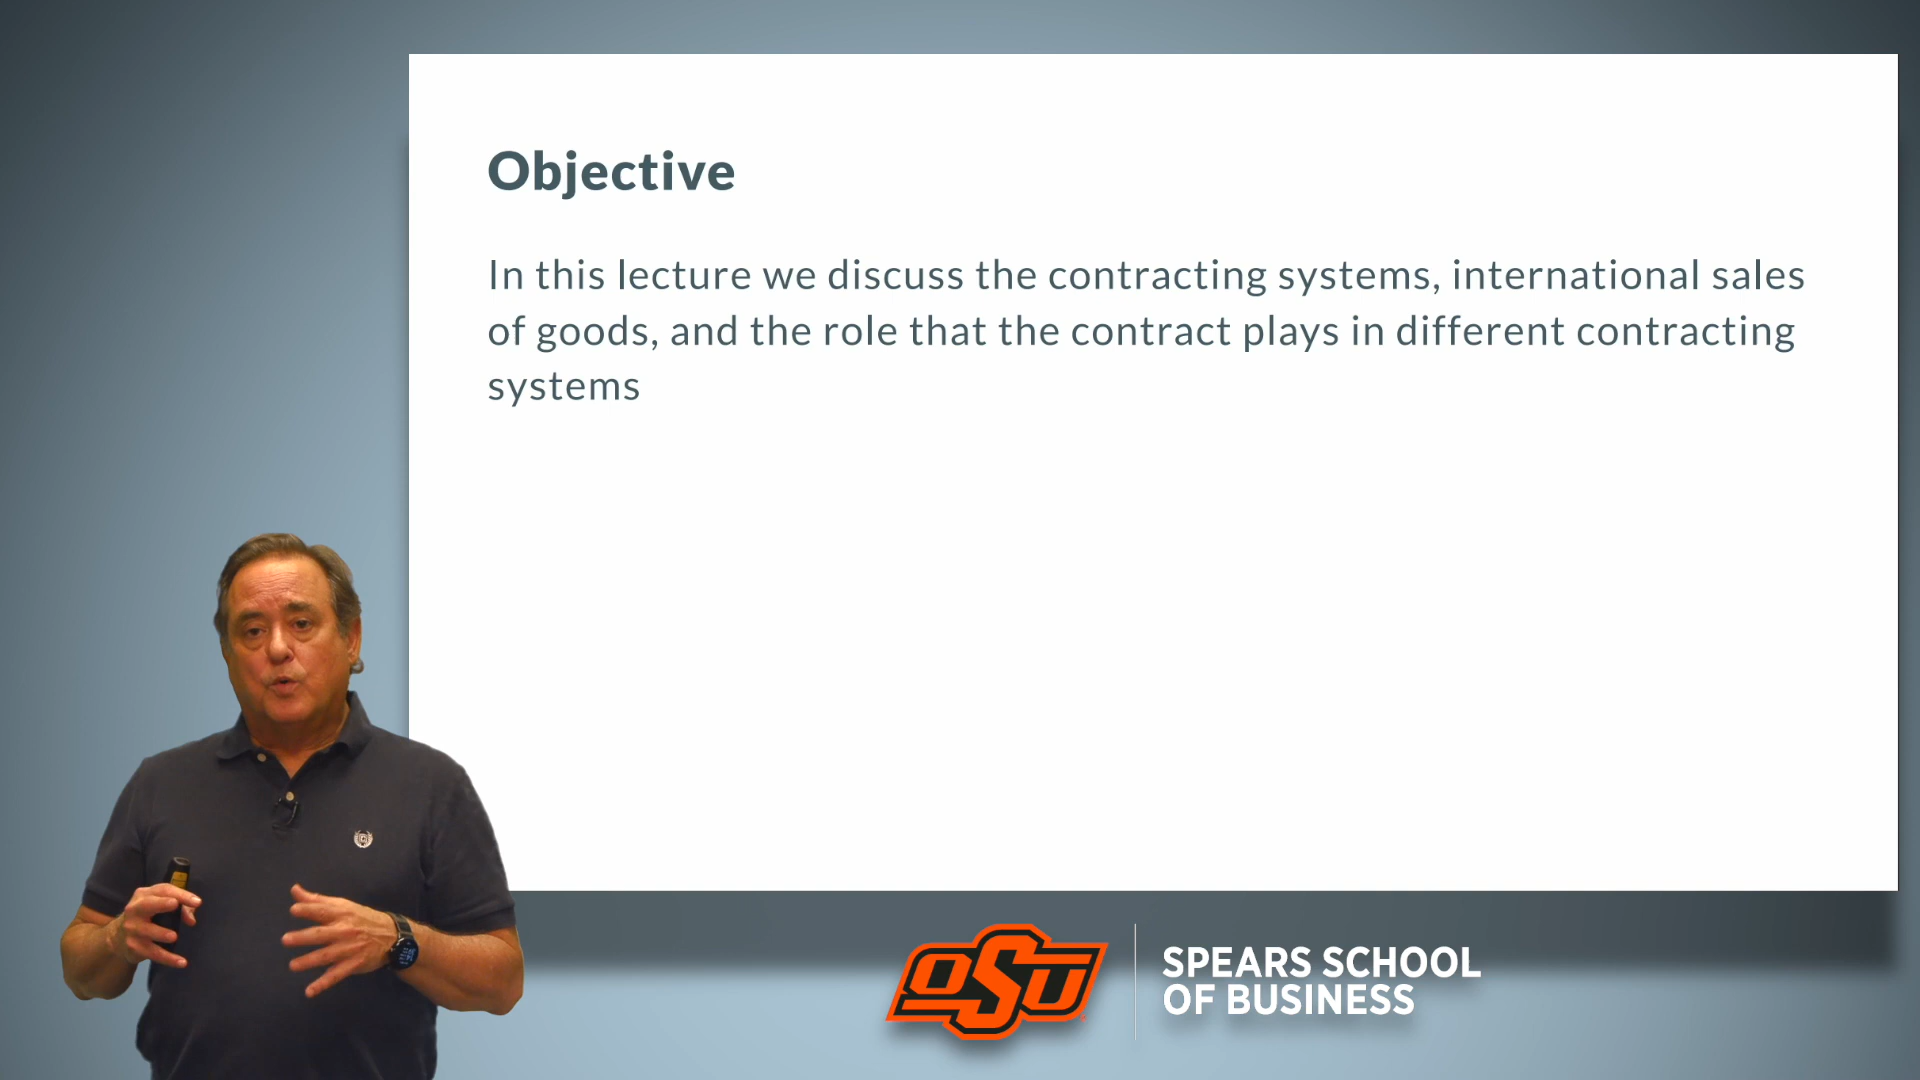 Objective
In this lecture we discuss the contracting systems, international sales
of goods, and the role that the contract plays in different contracting
systems
OSU
SPEARS SCHOOL
OF BUSINESS